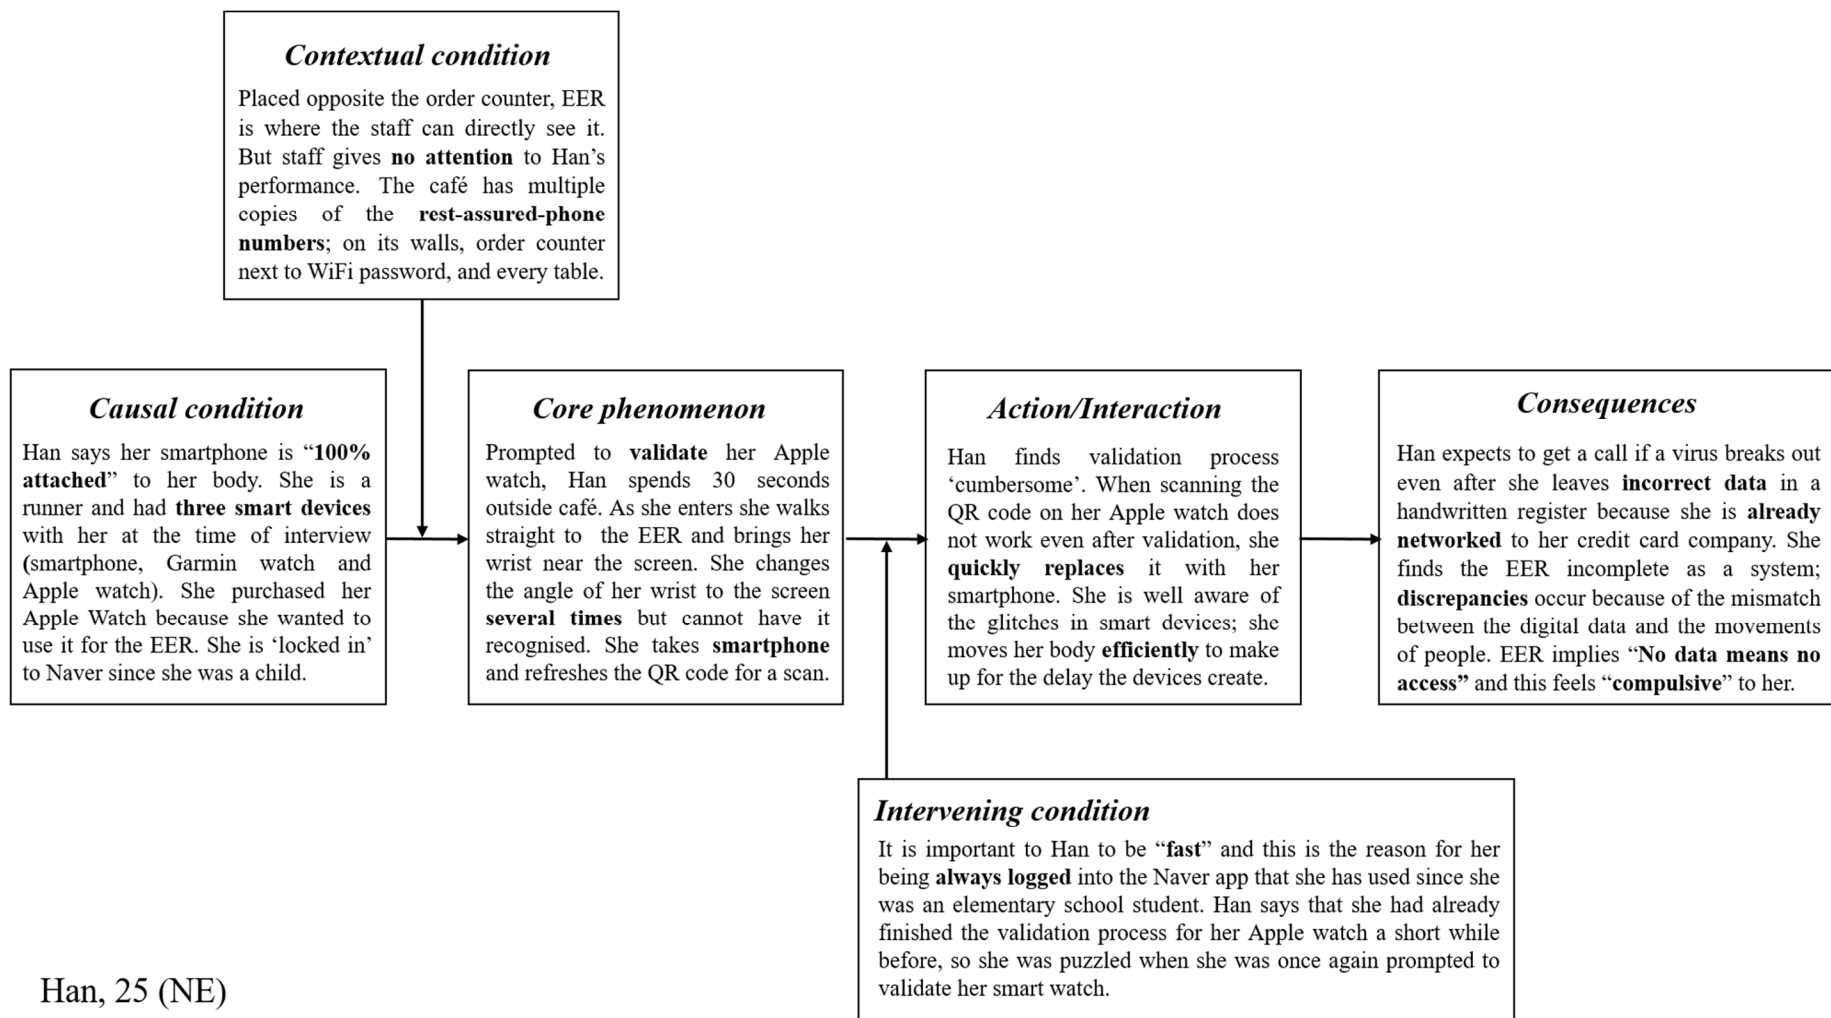 Contextual condition
Placed opposite the order counter, EER
is where the staff can directly see it.
But staff gives no attention to Han's
performance. The café has multiple
copies of the rest-assured-phone
numbers; on its walls, order counter
next to WiFi password, and every table.
Causal condition
Han says her smartphone is “100%
attached” to her body. She is a
runner and had three smart devices
with her at the time of interview
(smartphone, Garmin watch and
Apple watch). She purchased her
Apple Watch because she wanted to
use it for the EER. She is ‘locked in’
to Naver since she was a child.
Core phenomenon
Prompted to validate her Apple
watch, Han spends 30 seconds
outside café. As she enters she walks
straight to the EER and brings her
wrist near the screen. She changes
the angle of her wrist to the screen
several times but cannot have it
recognised. She takes smartphone
and refreshes the QR code for a scan.
Action/Interaction
Han finds validation process
‘cumbersome’. When scanning the
QR code on her Apple watch does
not work even after validation, she
quickly replaces it with her
smartphone. She is well aware of
the glitches in smart devices; she
moves her body efficiently to make
up for the delay the devices create.
Consequences
Han expects to get a call if a virus breaks out
even after she leaves incorrect data in a
handwritten register because she is already
networked to her credit card company. She
finds the EER incomplete as a system;
discrepancies occur because of the mismatch
between the digital data and the movements
of people. EER implies “No data means no
access” and this feels “compulsive” to her.
Intervening condition
It is important to Han to be “fast” and this is the reason for her
being always logged into the Naver app that she has used since she
was an elementary school student. Han says that she had already
finished the validation process for her Apple watch a short while
before, so she was puzzled when she was once again prompted to
validate her smart watch.
Han, 25 (NE)